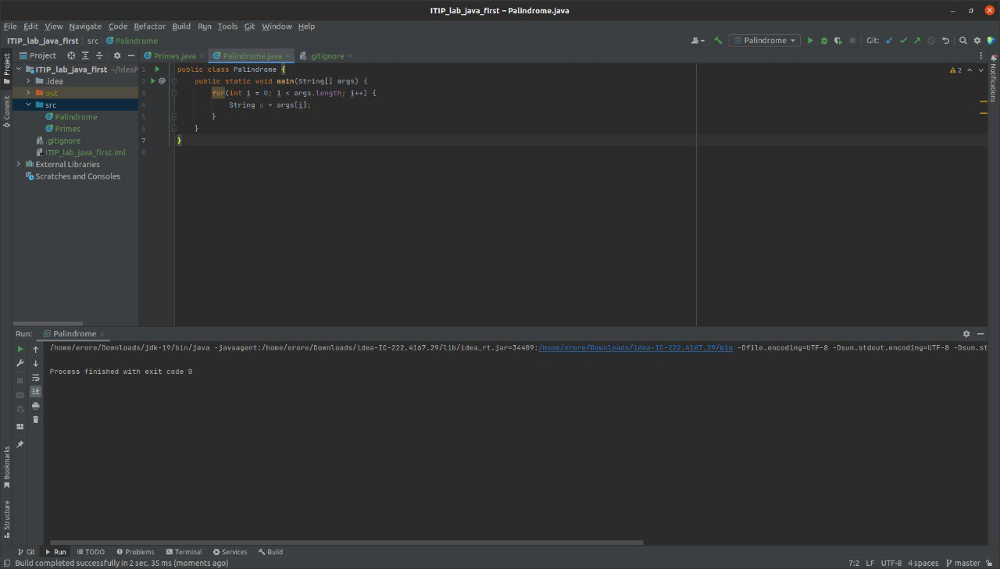 ITIP_lab_java_first – Palindrome.java
File Edit View Navigate Code Refactor Build Run Tools Git Window Help
ITIP_lab_java_first src Palindrome
Palindrome Git:
Project
Primes.java Palindrome.java .gitignore
ITIP_lab_java_first ~/IdeaP
.idea
out
src
Palindrome
Primes
.gitignore
ITIP_lab_java_first.iml
External Libraries
Scratches and Consoles
1 public class Palindrome {
2 public static void main(String[] args) {
3 for(int i = 0; i < args.length; i++) {
4 String s = args[i];
5 }
6 }
7 }
8
2
Project
Commit
Bookmarks
Structure
Notifications
Run: Palindrome
/home/erore/Downloads/jdk-19/bin/java -javaagent:/home/erore/Downloads/idea-IC-222.4167.29/lib/idea_rt.jar=34409:/home/erore/Downloads/idea-IC-222.4167.29/bin -Dfile.encoding=UTF-8 -Dsun.stdout.encoding=UTF-8 -Dsun.st
Process finished with exit code 0
Git Run TODO Problems Terminal Services Build
Build completed successfully in 2 sec, 35 ms (moments ago) 7:2 LF UTF-8 4 spaces master